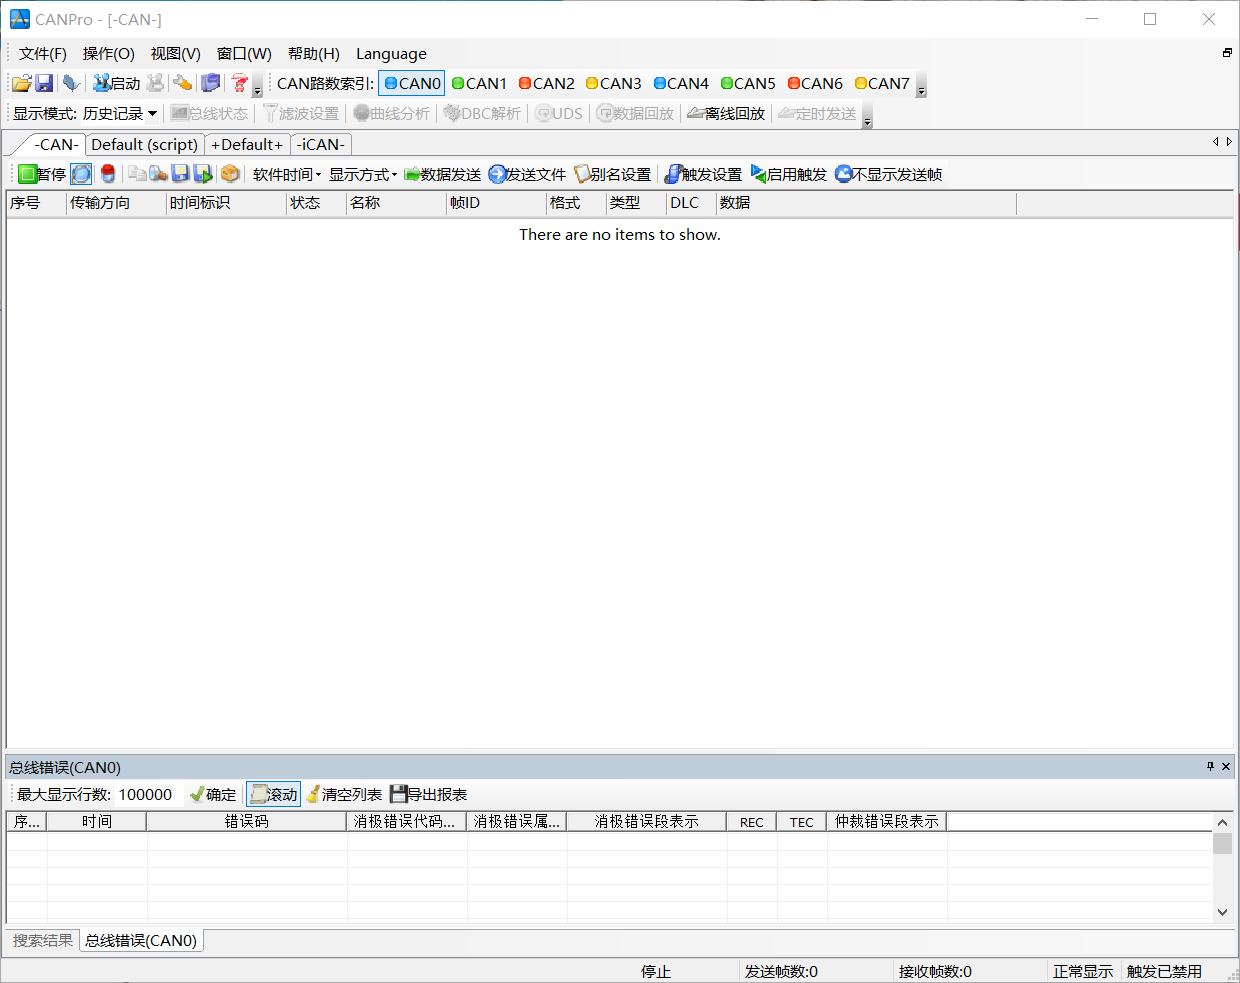 CANPro - [-CAN-]
文件(F) 操作(O) 视图(V) 窗口(W) 帮助(H) Language
启动 CAN路数索引: CAN0 CAN1 CAN2 CAN3 CAN4 CAN5 CAN6 CAN7
显示模式: 历史记录 总线状态 滤波设置 曲线分析 DBC解析 UDS 数据回放 离线回放 定时发送
-CAN- Default (script) +Default+ -iCAN-
暂停 软件时间 显示方式 数据发送 发送文件 别名设置 触发设置 启用触发 不显示发送帧
序号 传输方向 时间标识 状态 名称 帧ID 格式 类型 DLC 数据
There are no items to show.
总线错误(CAN0)
最大显示行数: 100000 确定 滚动 清空列表 导出报表
序... 时间 错误码 消极错误代码... 消极错误属... 消极错误段表示 REC TEC 仲裁错误段表示
搜索结果 总线错误(CAN0)
停止 发送帧数:0 接收帧数:0 正常显示 触发已禁用